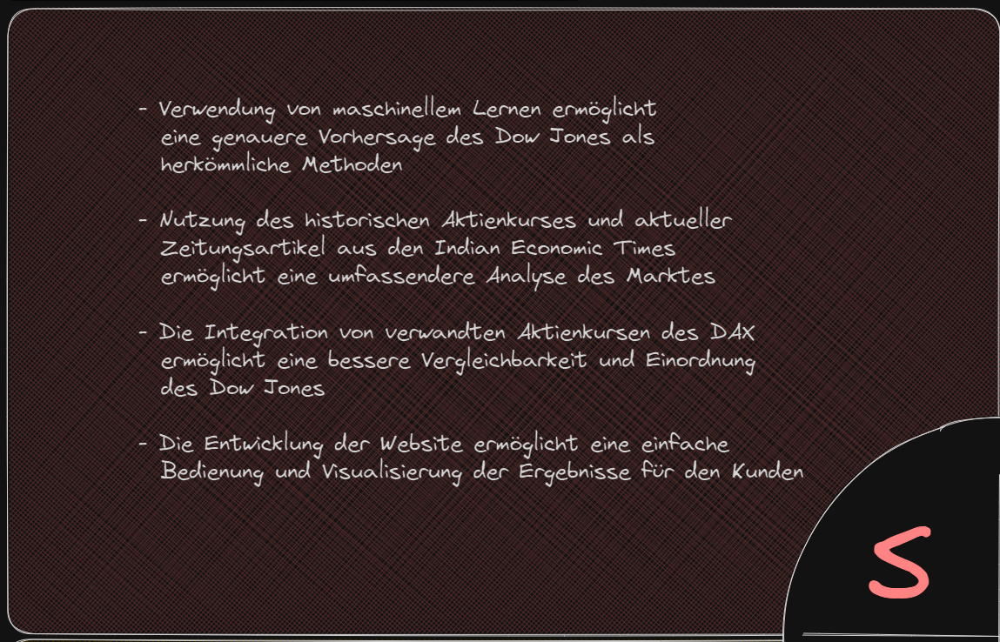 - Verwendung von maschinellem Lernen ermöglicht
eine genauere Vorhersage des Dow Jones als
herkömmliche Methoden
- Nutzung des historischen Aktienkurses und aktueller
Zeitungsartikel aus den Indian Economic Times
ermöglicht eine umfassendere Analyse des Marktes
- Die Integration von verwandten Aktienkursen des DAX
ermöglicht eine bessere Vergleichbarkeit und Einordnung
des Dow Jones
- Die Entwicklung der Website ermöglicht eine einfache
Bedienung und Visualisierung der Ergebnisse für den Kunden
S